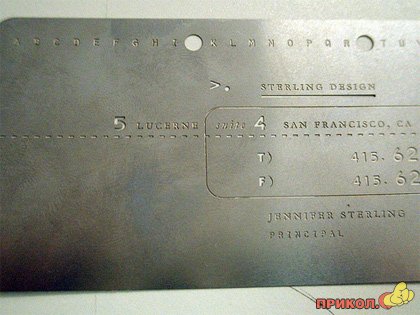 A B C D E F G H I K L M N O P Q R T U
>.
STERLING DESIGN
5 LUCERNE suite 4 SAN FRANCISCO, CA
T) 415. 62
F) 415. 62
JENNIFER STERLING
PRINCIPAL
ПРИКОЛ.